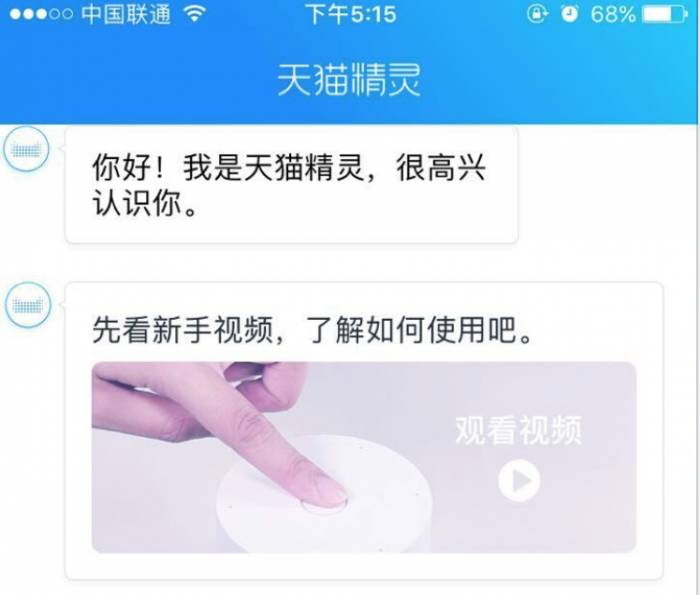 中国联通 下午5:15 68%
天猫精灵
你好！我是天猫精灵，很高兴
认识你。
先看新手视频，了解如何使用吧。
观看视频